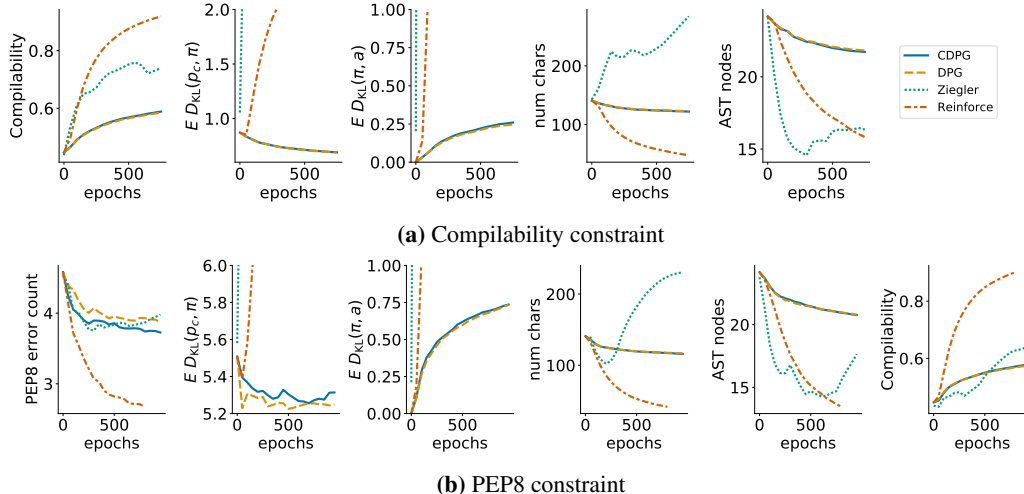 Compilability
0.8
0.6
0
500
epochs
E D_KL(p_c, π)
2.0
1.5
1.0
0
500
epochs
E D_KL(π, a)
1.00
0.75
0.50
0.25
0.00
0
500
epochs
num chars
200
100
0
500
epochs
AST nodes
20
15
0
500
epochs
CDPG
DPG
Ziegler
Reinforce
(a) Compilability constraint
PEP8 error count
4
3
0
500
epochs
E D_KL(p_c, π)
6.0
5.8
5.6
5.4
5.2
0
500
epochs
E D_KL(π, a)
1.00
0.75
0.50
0.25
0.00
0
500
epochs
num chars
200
100
0
500
epochs
AST nodes
20
15
0
500
epochs
Compilability
0.8
0.6
0
500
epochs
(b) PEP8 constraint